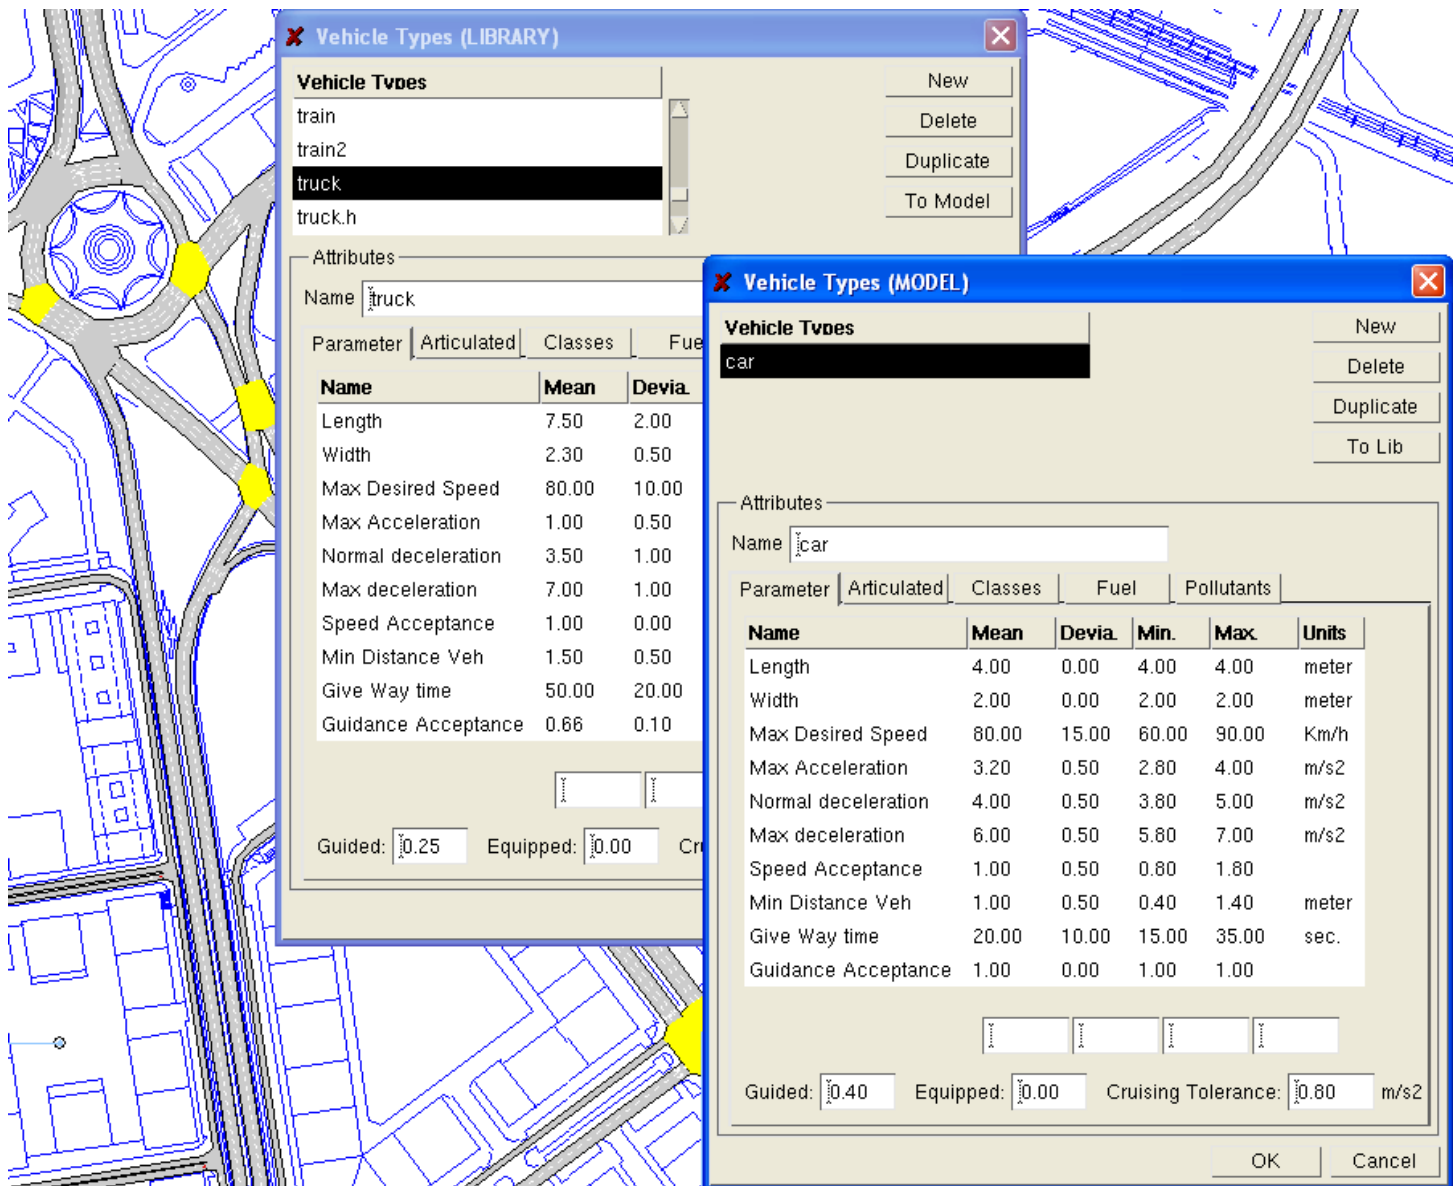 Vehicle Types (LIBRARY)
Vehicle Types
train
train2
truck
truck.h
New
Delete
Duplicate
To Model
Attributes
Name truck
Parameter Articulated Classes Fue
Name Mean Devia.
Length 7.50 2.00
Width 2.30 0.50
Max Desired Speed 80.00 10.00
Max Acceleration 1.00 0.50
Normal deceleration 3.50 1.00
Max deceleration 7.00 1.00
Speed Acceptance 1.00 0.00
Min Distance Veh 1.50 0.50
Give Way time 50.00 20.00
Guidance Acceptance 0.66 0.10
Guided: 0.25 Equipped: 0.00 Cr
Vehicle Types (MODEL)
Vehicle Types
car
New
Delete
Duplicate
To Lib
Attributes
Name car
Parameter Articulated Classes Fuel Pollutants
Name Mean Devia. Min. Max. Units
Length 4.00 0.00 4.00 4.00 meter
Width 2.00 0.00 2.00 2.00 meter
Max Desired Speed 80.00 15.00 60.00 90.00 Km/h
Max Acceleration 3.20 0.50 2.80 4.00 m/s2
Normal deceleration 4.00 0.50 3.80 5.00 m/s2
Max deceleration 6.00 0.50 5.80 7.00 m/s2
Speed Acceptance 1.00 0.50 0.80 1.80
Min Distance Veh 1.00 0.50 0.40 1.40 meter
Give Way time 20.00 10.00 15.00 35.00 sec.
Guidance Acceptance 1.00 0.00 1.00 1.00
Guided: 0.40 Equipped: 0.00 Cruising Tolerance: 0.80 m/s2
OK Cancel